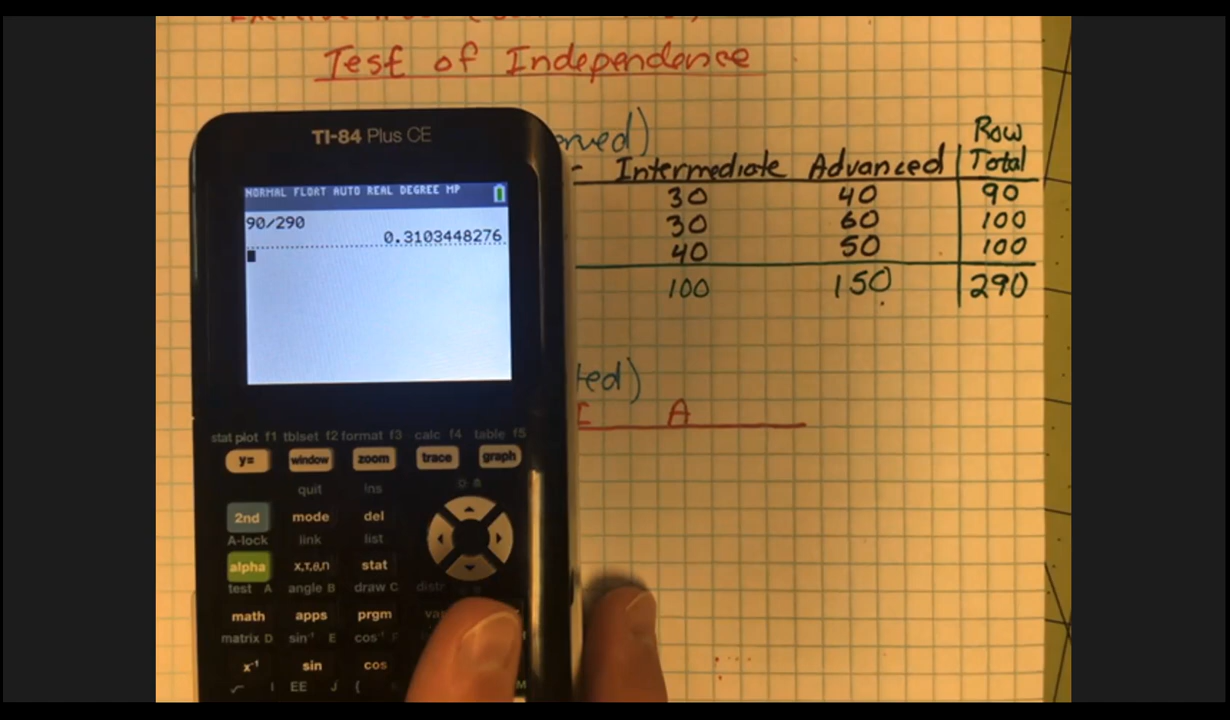 Test of Independence
TI-84 Plus CE
NORMAL FLOAT AUTO REAL DEGREE MP
90/290
0.3103448276
Row
Intermediate Advanced Total
30 40 90
30 60 100
40 50 100
100 150 290
A
stat plot f1 tblset f2 format f3 calc f4 table f5
y= window zoom trace graph
quit ins
2nd mode del
A-lock link list
alpha X,T,θ,n stat
test A angle B draw C distr
math apps prgm
matrix D sin⁻¹ E cos⁻¹ F
x⁻¹ sin cos
√ I EE J {